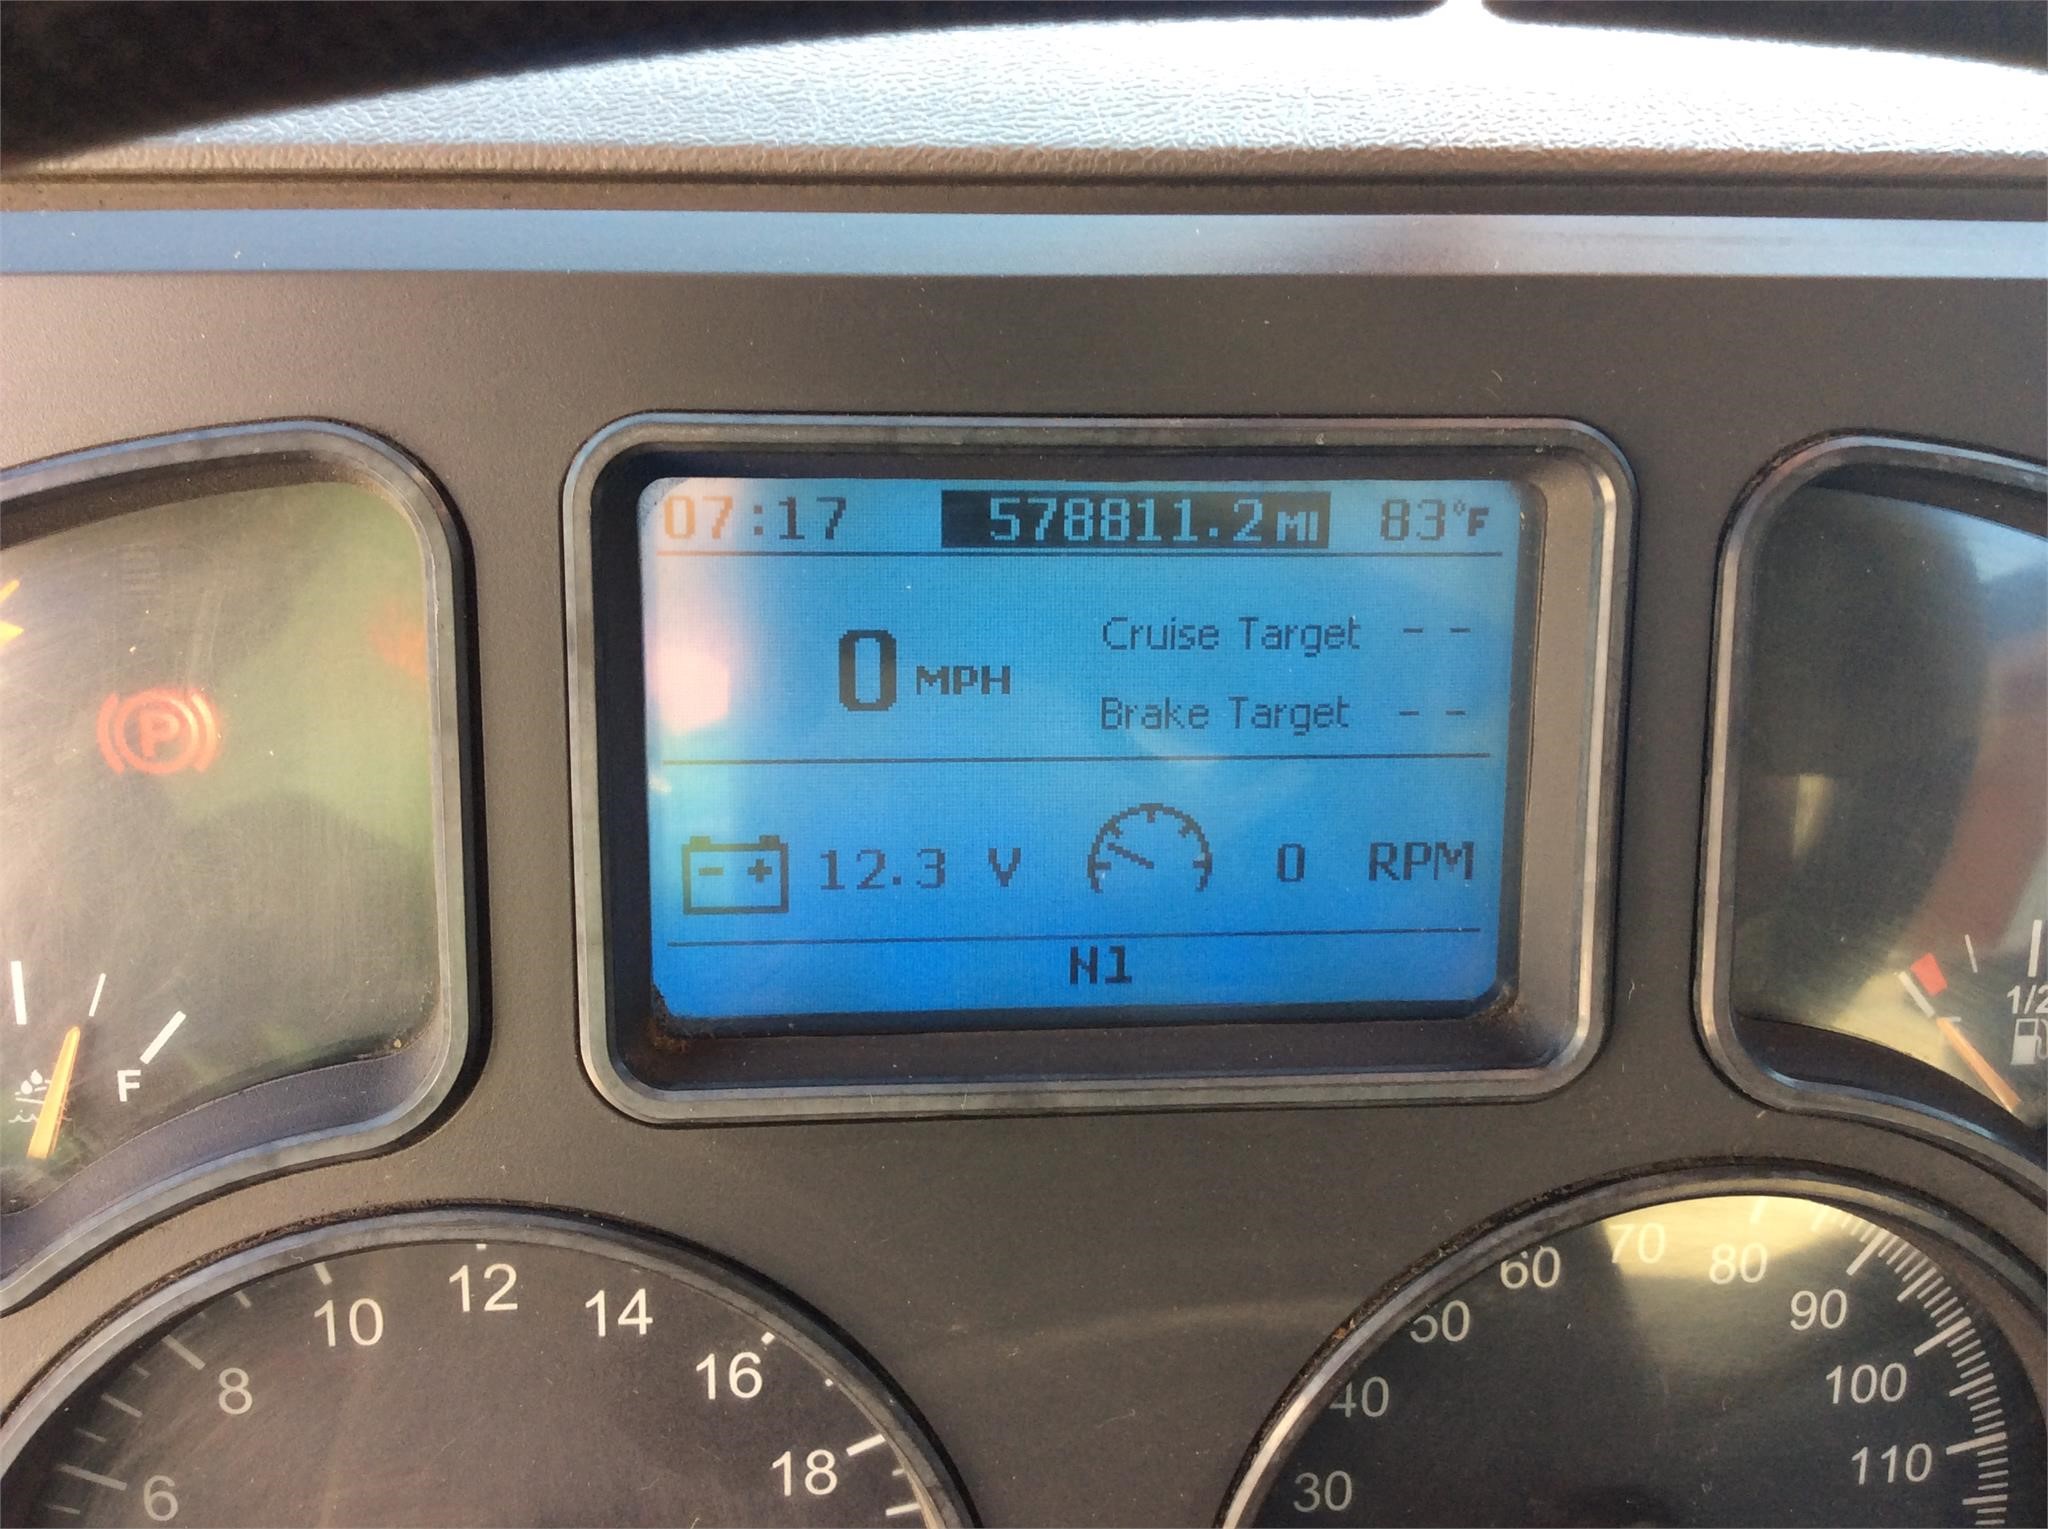 07:17 578811.2 MI 83°F
0 MPH
Cruise Target --
Brake Target --
- + 12.3 V 0 RPM
N1
P
F
1/2
6
8
10
12
14
16
18
30
40
50
60
70
80
90
100
110